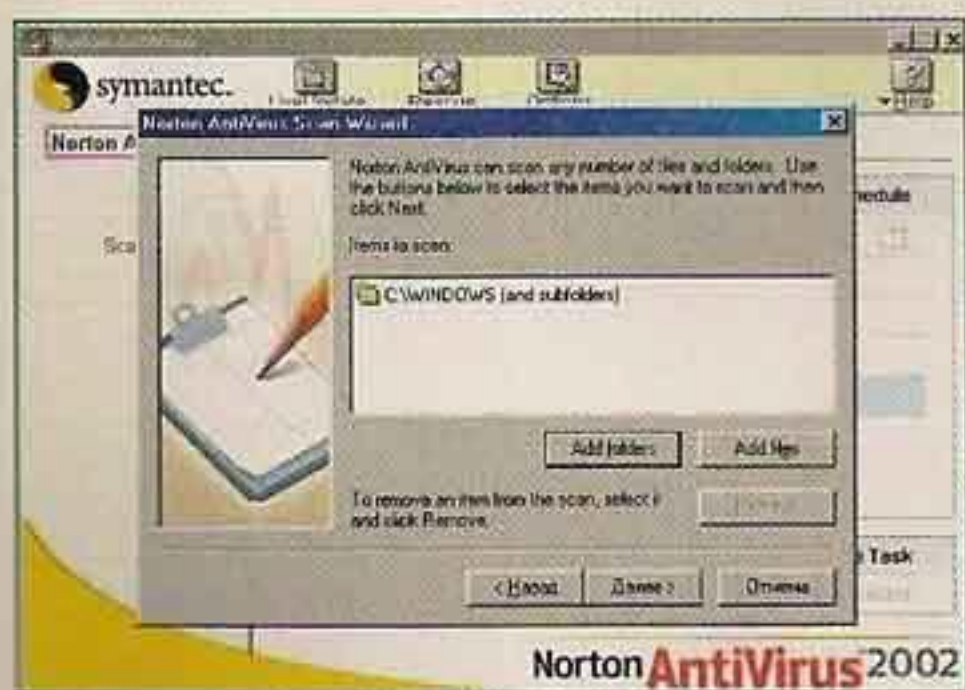 symantec.
Options
Help
Norton AntiVirus Scan Wizard
Norton A
Norton AntiVirus can scan any number of files and folders. Use
the buttons below to select the items you want to scan and then
click Next.
Items to scan:
Sca
C:\WINDOWS (and subfolders)
Add folders
Add files
To remove an item from the scan, select it
and click Remove.
Task
< Назад
Далее >
Отмена
Norton AntiVirus 2002